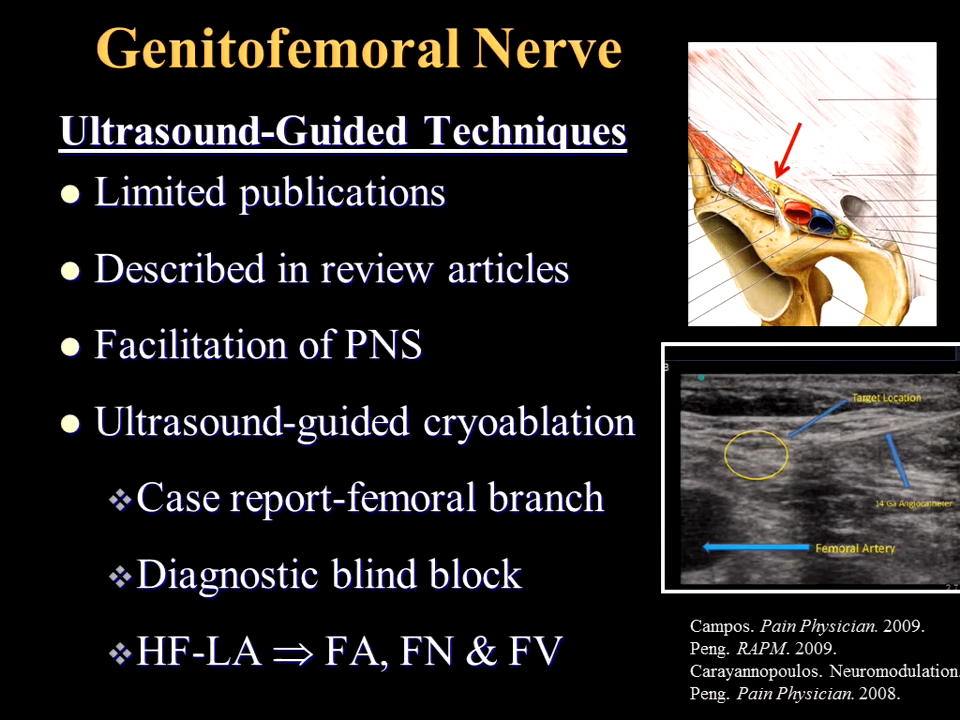 Genitofemoral Nerve
Ultrasound-Guided Techniques
Limited publications
Described in review articles
Facilitation of PNS
Ultrasound-guided cryoablation
Case report-femoral branch
Diagnostic blind block
HF-LA ⇒ FA, FN & FV
B
Target Location
14 Ga Angiocatheter
Femoral Artery
Campos. Pain Physician. 2009.
Peng. RAPM. 2009.
Carayannopoulos. Neuromodulation.
Peng. Pain Physician. 2008.